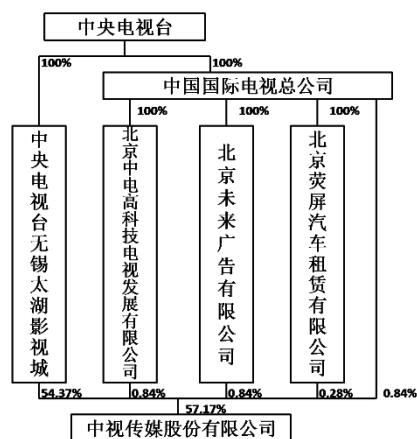 中央电视台
100%
100%
中国国际电视总公司
100%
100%
100%
中央电视台无锡太湖影视城
北京中电高科技电视发展有限公司
北京未来广告有限公司
北京荧屏汽车租赁有限公司
54.37%
0.84%
0.84%
0.28%
0.84%
57.17%
中视传媒股份有限公司